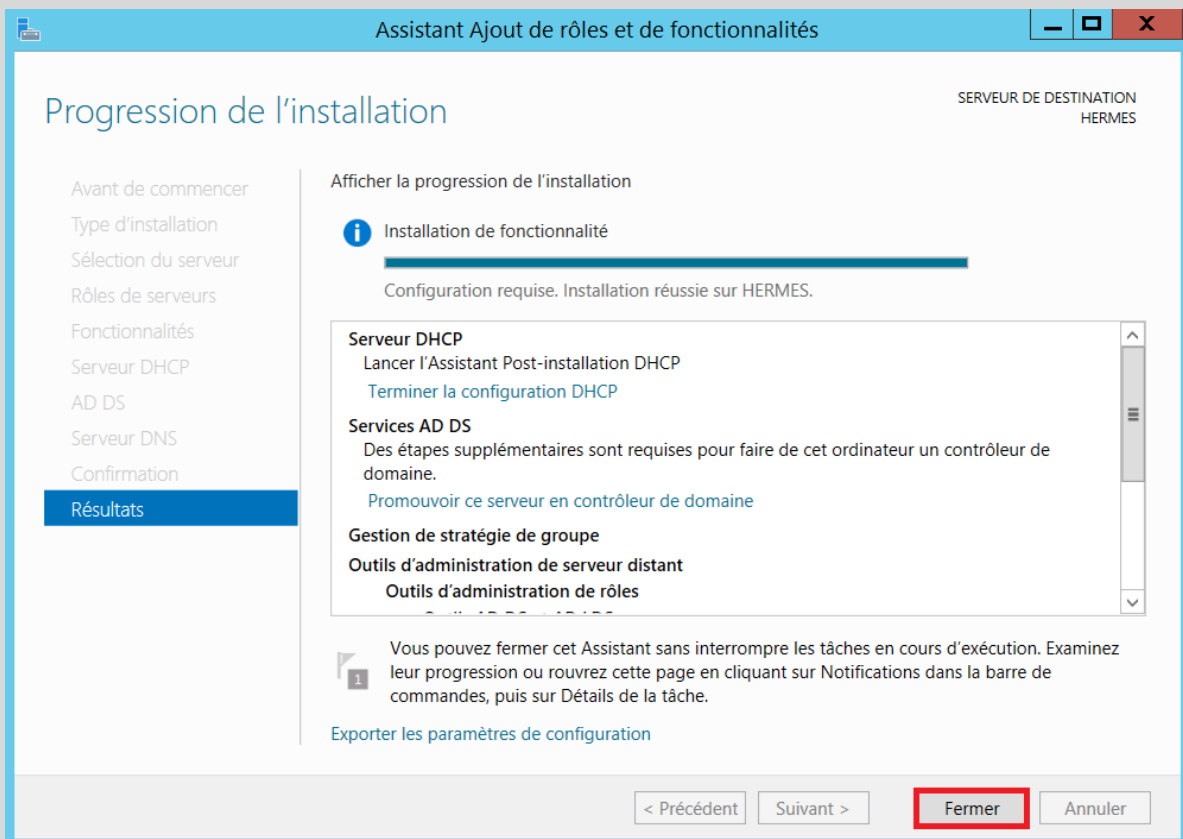 Assistant Ajout de rôles et de fonctionnalités
X
Progression de l'installation
SERVEUR DE DESTINATION
HERMES
Avant de commencer
Type d'installation
Sélection du serveur
Rôles de serveurs
Fonctionnalités
Serveur DHCP
AD DS
Serveur DNS
Confirmation
Résultats
Afficher la progression de l'installation
Installation de fonctionnalité
Configuration requise. Installation réussie sur HERMES.
Serveur DHCP
Lancer l'Assistant Post-installation DHCP
Terminer la configuration DHCP
Services AD DS
Des étapes supplémentaires sont requises pour faire de cet ordinateur un contrôleur de
domaine.
Promouvoir ce serveur en contrôleur de domaine
Gestion de stratégie de groupe
Outils d'administration de serveur distant
Outils d'administration de rôles
1
Vous pouvez fermer cet Assistant sans interrompre les tâches en cours d'exécution. Examinez
leur progression ou rouvrez cette page en cliquant sur Notifications dans la barre de
commandes, puis sur Détails de la tâche.
Exporter les paramètres de configuration
< Précédent
Suivant >
Fermer
Annuler